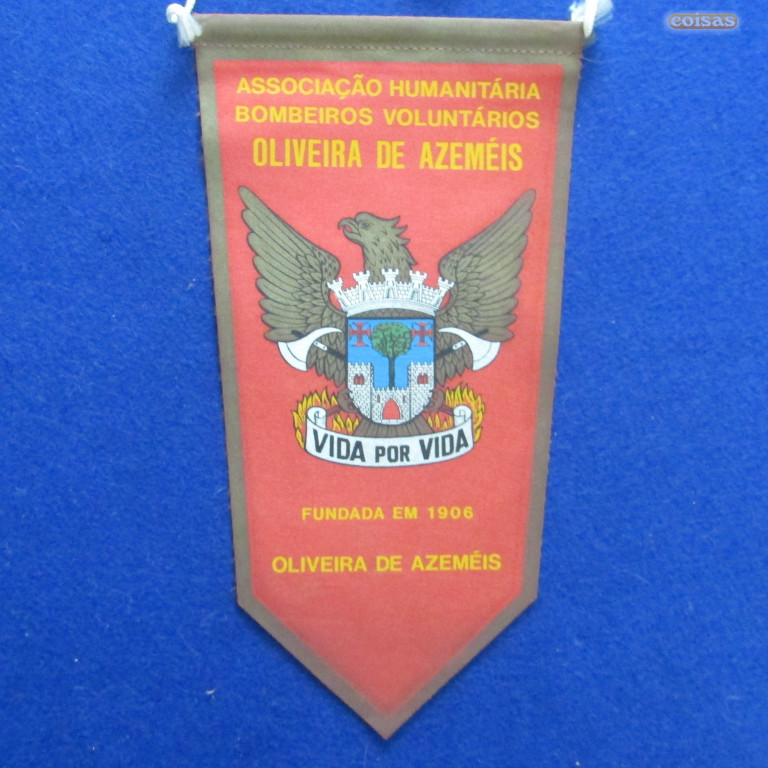 coisas
ASSOCIAÇÃO HUMANITÁRIA
BOMBEIROS VOLUNTÁRIOS
OLIVEIRA DE AZEMÉIS
VIDA POR VIDA
FUNDADA EM 1906
OLIVEIRA DE AZEMÉIS